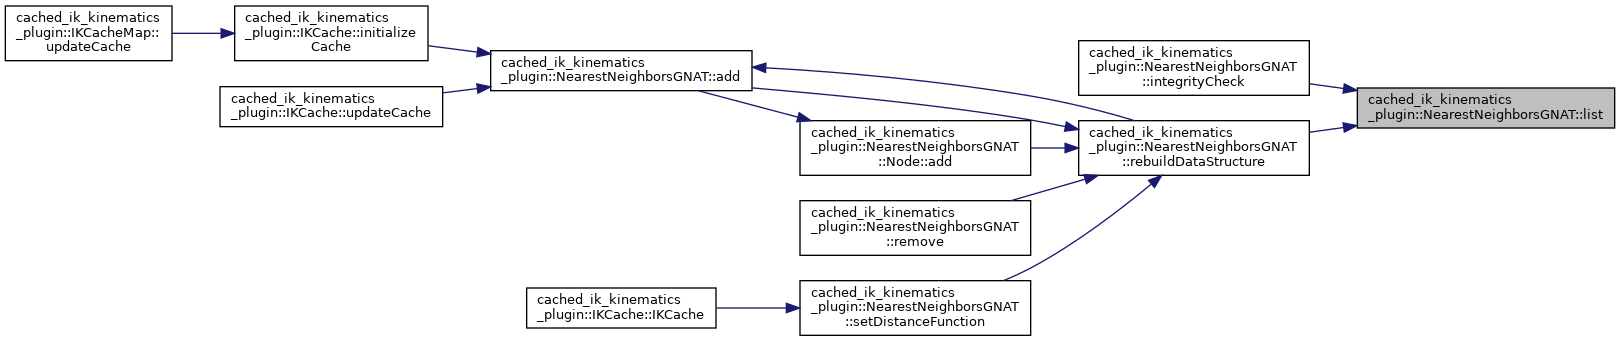 cached_ik_kinematics
_plugin::IKCacheMap::
updateCache
cached_ik_kinematics
_plugin::IKCache::initialize
Cache
cached_ik_kinematics
_plugin::IKCache::updateCache
cached_ik_kinematics
_plugin::NearestNeighborsGNAT::add
cached_ik_kinematics
_plugin::NearestNeighborsGNAT
::Node::add
cached_ik_kinematics
_plugin::NearestNeighborsGNAT
::remove
cached_ik_kinematics
_plugin::NearestNeighborsGNAT
::setDistanceFunction
cached_ik_kinematics
_plugin::IKCache::IKCache
cached_ik_kinematics
_plugin::NearestNeighborsGNAT
::integrityCheck
cached_ik_kinematics
_plugin::NearestNeighborsGNAT
::rebuildDataStructure
cached_ik_kinematics
_plugin::NearestNeighborsGNAT::list